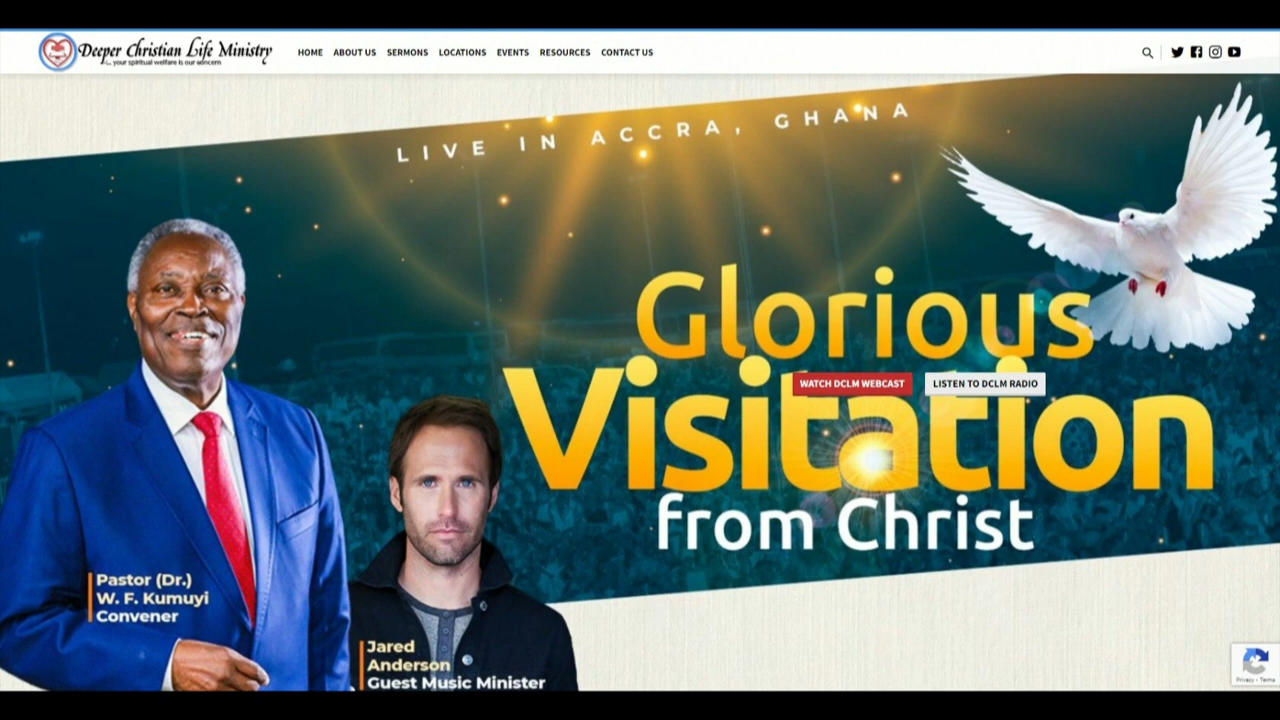 Deeper Christian Life Ministry
... your spiritual welfare is our concern
HOME ABOUT US SERMONS LOCATIONS EVENTS RESOURCES CONTACT US
LIVE IN ACCRA, GHANA
Glorious
Visitation
from Christ
WATCH DCLM WEBCAST LISTEN TO DCLM RADIO
Pastor (Dr.)
W. F. Kumuyi
Convener
Jared
Anderson
Guest Music Minister
Privacy - Terms